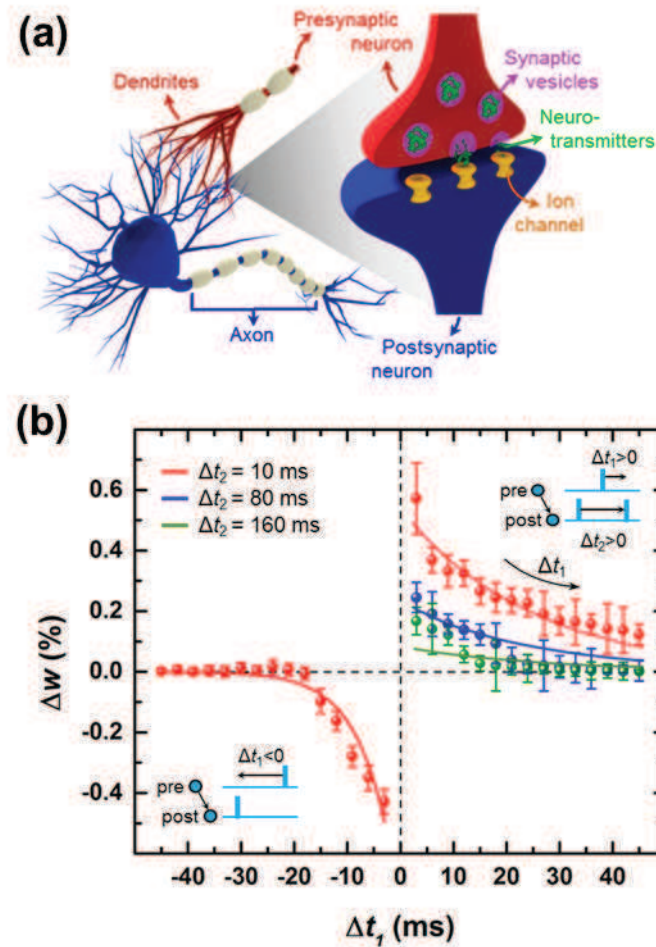 (a)
Presynaptic
neuron
Dendrites
Synaptic
vesicles
Neuro-
transmitters
Ion
channel
Axon
Postsynaptic
neuron
(b)
Δt₂ = 10 ms
Δt₂ = 80 ms
Δt₂ = 160 ms
Δt₁>0
pre
post
Δt₂>0
Δt₁
Δw (%)
0.6
0.4
0.2
0.0
-0.2
-0.4
Δt₁<0
pre
post
-40 -30 -20 -10 0 10 20 30 40
Δt₁ (ms)